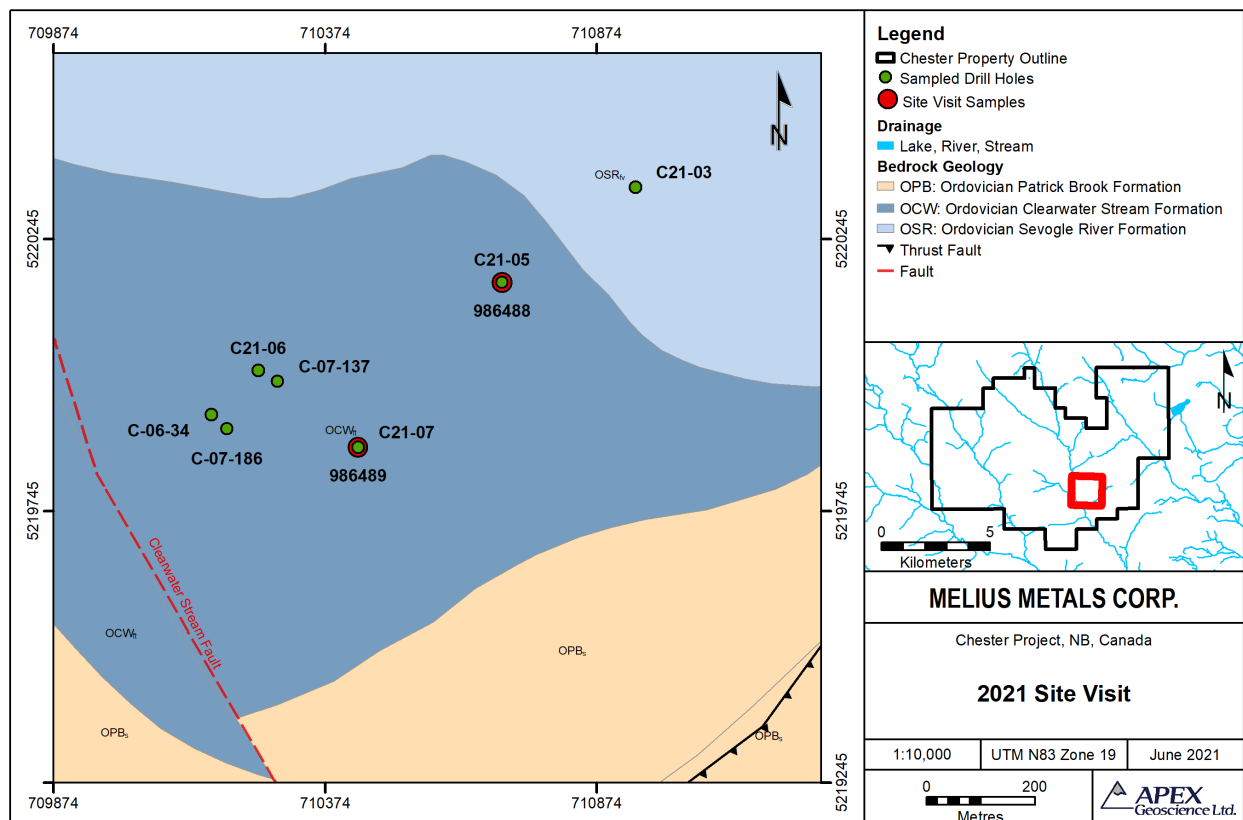 709874
710374
710874
5220245
5219745
5220245
5219745
5219245
709874
710374
710874
N
OSRfv
C21-03
C21-05
986488
C21-06
C-07-137
C-06-34
C-07-186
OCWft
C21-07
986489
Clearwater Stream Fault
OCWft
OPBs
OPBs
OPBs
Legend
Chester Property Outline
Sampled Drill Holes
Site Visit Samples
Drainage
Lake, River, Stream
Bedrock Geology
OPB: Ordovician Patrick Brook Formation
OCW: Ordovician Clearwater Stream Formation
OSR: Ordovician Sevogle River Formation
Thrust Fault
Fault
N
0 5
Kilometers
MELIUS METALS CORP.
Chester Project, NB, Canada
2021 Site Visit
1:10,000 UTM N83 Zone 19 June 2021
0 200
Metres
APEX
Geoscience Ltd.